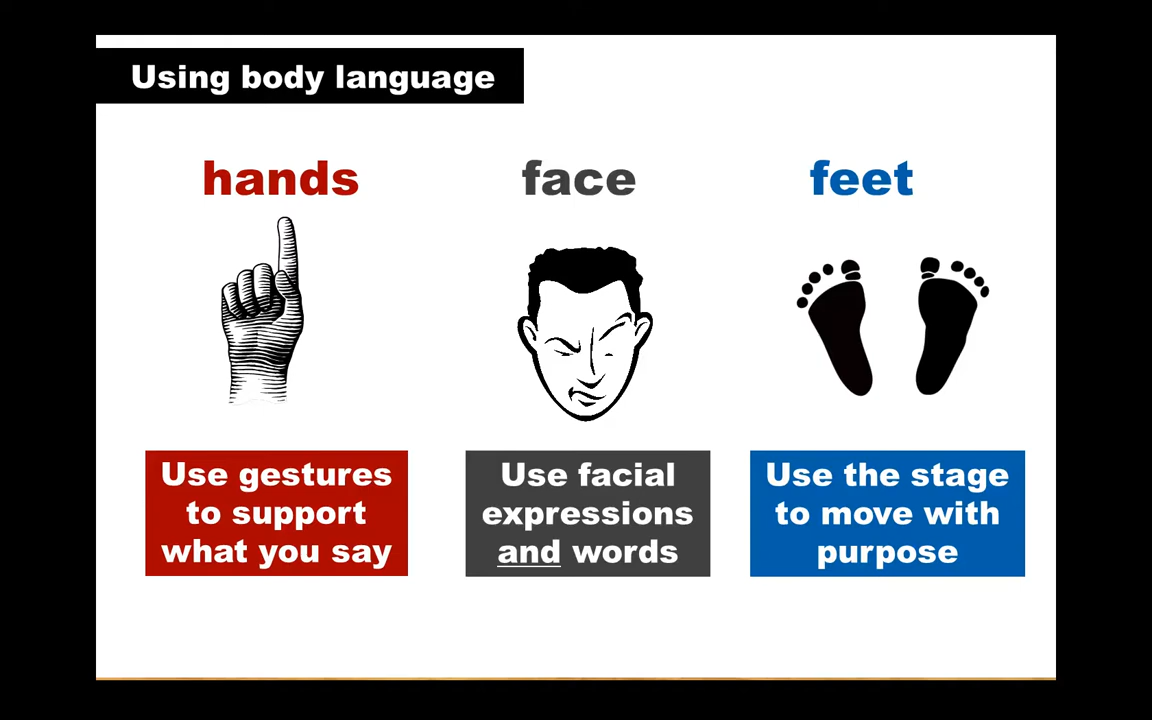 Using body language
hands
face
feet
Use gestures
to support
what you say
Use facial
expressions
and words
Use the stage
to move with
purpose